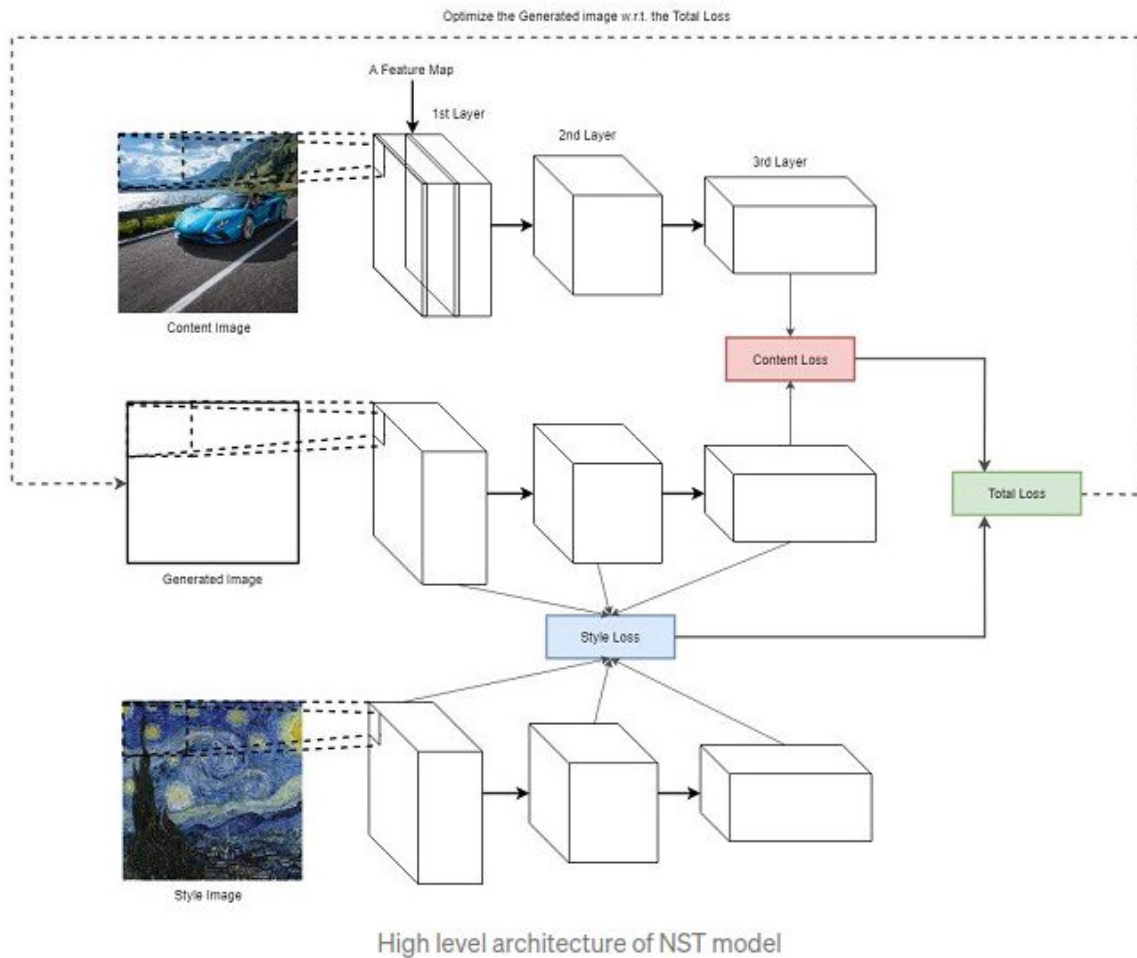 Optimize the Generated image w.r.t. the Total Loss
A Feature Map
1st Layer
2nd Layer
3rd Layer
Content Image
Content Loss
Total Loss
Generated Image
Style Loss
Style Image
High level architecture of NST model